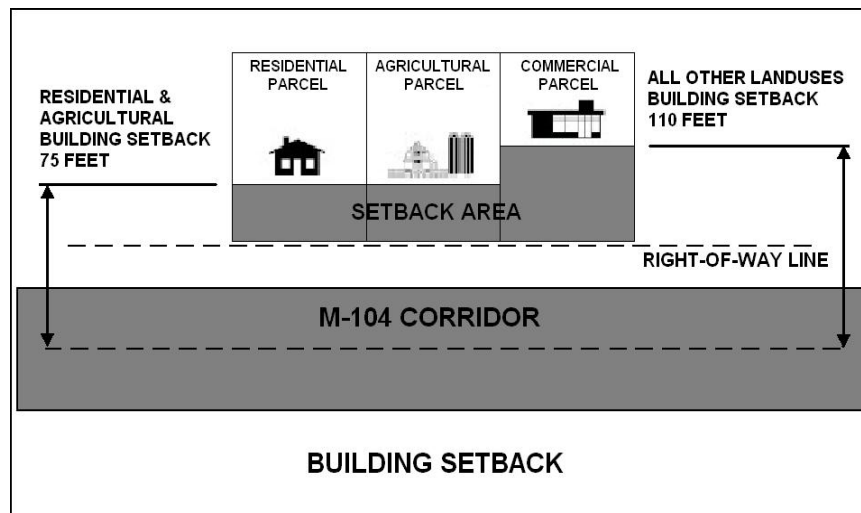 RESIDENTIAL &
AGRICULTURAL
BUILDING SETBACK
75 FEET
RESIDENTIAL
PARCEL
AGRICULTURAL
PARCEL
COMMERCIAL
PARCEL
ALL OTHER LANDUSES
BUILDING SETBACK
110 FEET
SETBACK AREA
RIGHT-OF-WAY LINE
M-104 CORRIDOR
BUILDING SETBACK